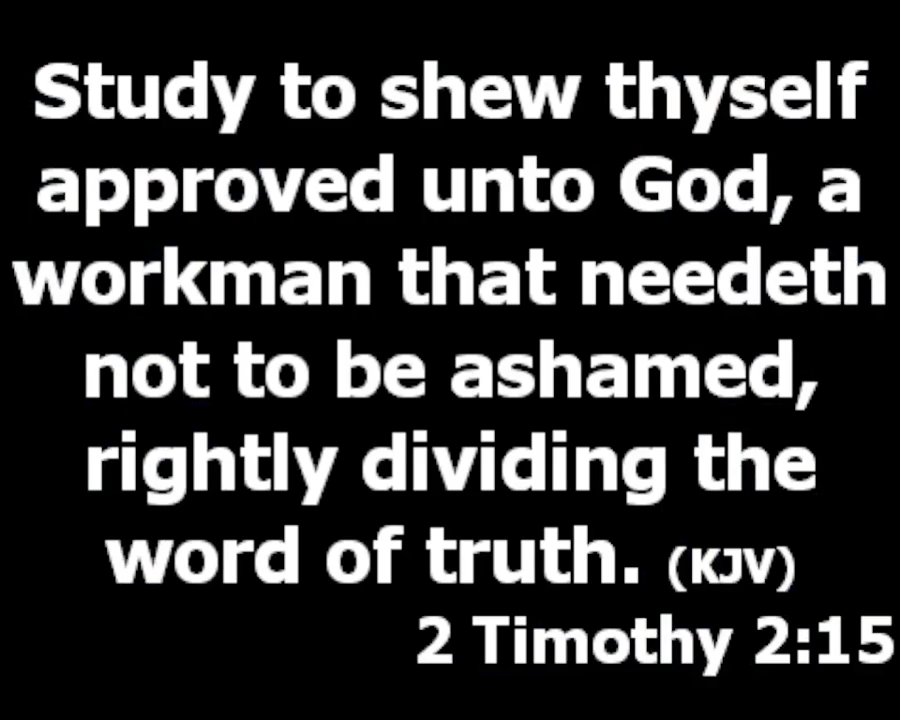 Study to shew thyself
approved unto God, a
workman that needeth
not to be ashamed,
rightly dividing the
word of truth. (KJV)
2 Timothy 2:15